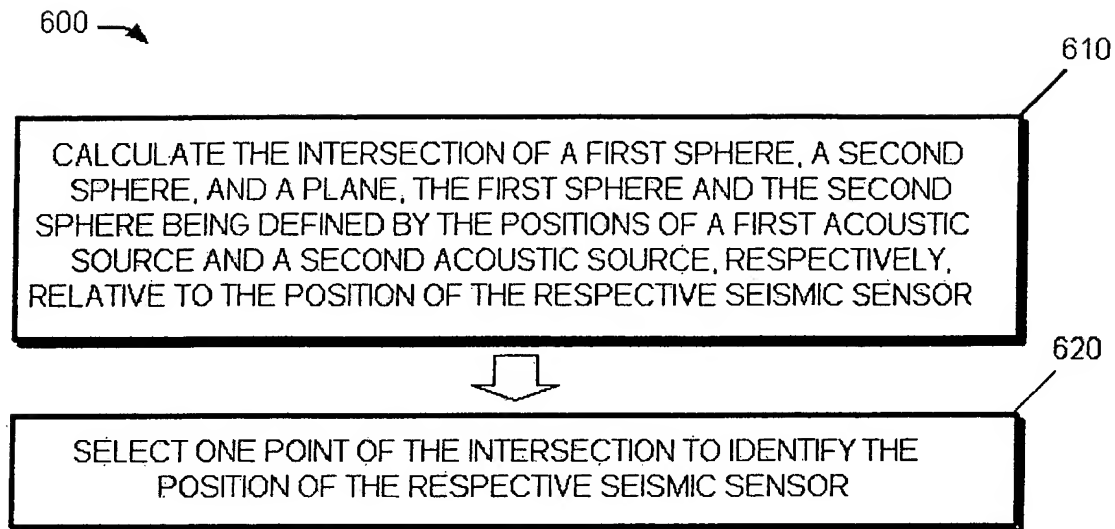 600
610
CALCULATE THE INTERSECTION OF A FIRST SPHERE, A SECOND
SPHERE, AND A PLANE, THE FIRST SPHERE AND THE SECOND
SPHERE BEING DEFINED BY THE POSITIONS OF A FIRST ACOUSTIC
SOURCE AND A SECOND ACOUSTIC SOURCE, RESPECTIVELY,
RELATIVE TO THE POSITION OF THE RESPECTIVE SEISMIC SENSOR
620
SELECT ONE POINT OF THE INTERSECTION TO IDENTIFY THE
POSITION OF THE RESPECTIVE SEISMIC SENSOR